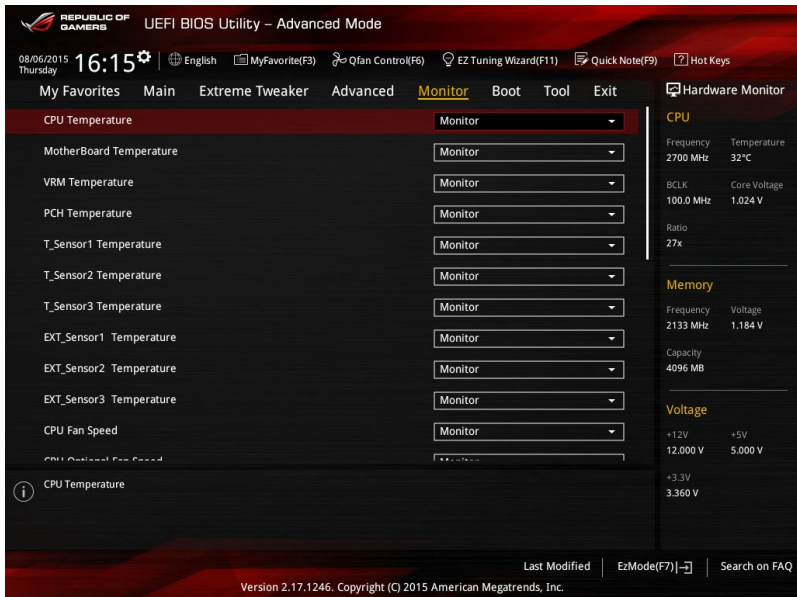 REPUBLIC OF
GAMERS
UEFI BIOS Utility – Advanced Mode
08/06/2015
Thursday
16:15
English
MyFavorite(F3)
Qfan Control(F6)
EZ Tuning Wizard(F11)
Quick Note(F9)
? Hot Keys
My Favorites Main Extreme Tweaker Advanced Monitor Boot Tool Exit
CPU Temperature Monitor
MotherBoard Temperature Monitor
VRM Temperature Monitor
PCH Temperature Monitor
T_Sensor1 Temperature Monitor
T_Sensor2 Temperature Monitor
T_Sensor3 Temperature Monitor
EXT_Sensor1 Temperature Monitor
EXT_Sensor2 Temperature Monitor
EXT_Sensor3 Temperature Monitor
CPU Fan Speed Monitor
CPU Optional Fan Speed Monitor
i CPU Temperature
Hardware Monitor
CPU
Frequency Temperature
2700 MHz 32°C
BCLK Core Voltage
100.0 MHz 1.024 V
Ratio
27x
Memory
Frequency Voltage
2133 MHz 1.184 V
Capacity
4096 MB
Voltage
+12V +5V
12.000 V 5.000 V
+3.3V
3.360 V
Last Modified
EzMode(F7)
Search on FAQ
Version 2.17.1246. Copyright (C) 2015 American Megatrends, Inc.